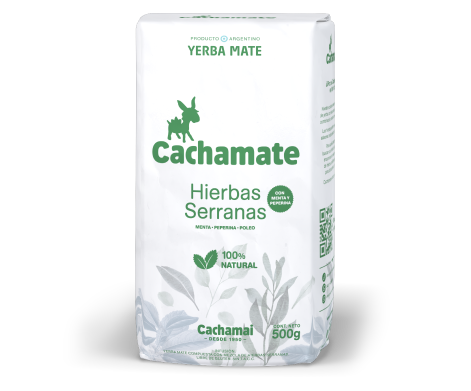 PRODUCTO ARGENTINO
YERBA MATE
Cachamate
Hierbas
Serranas
CON
MENTA Y
PEPERINA
MENTA • PEPERINA • POLEO
100%
NATURAL
Cachamai
– DESDE 1960 –
CONT. NETO
500g